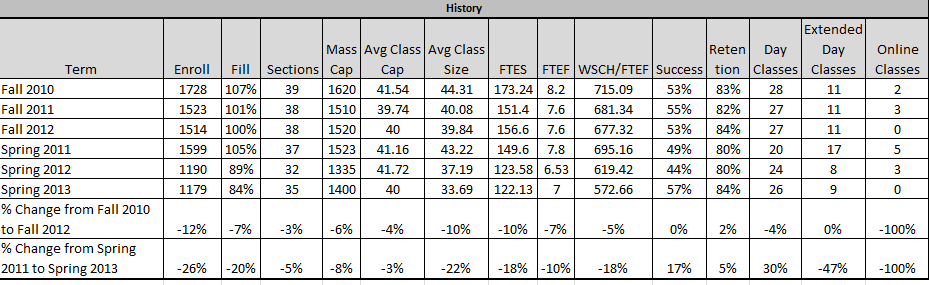 History
Term Enroll Fill Sections Mass Cap Avg Class Cap Avg Class Size FTES FTEF WSCH/FTEF Success Reten tion Day Classes Extended Day Classes Online Classes
Fall 2010 1728 107% 39 1620 41.54 44.31 173.24 8.2 715.09 53% 83% 28 11 2
Fall 2011 1523 101% 38 1510 39.74 40.08 151.4 7.6 681.34 55% 82% 27 11 3
Fall 2012 1514 100% 38 1520 40 39.84 156.6 7.6 677.32 53% 84% 27 11 0
Spring 2011 1599 105% 37 1523 41.16 43.22 149.6 7.8 695.16 49% 80% 20 17 5
Spring 2012 1190 89% 32 1335 41.72 37.19 123.58 6.53 619.42 44% 80% 24 8 3
Spring 2013 1179 84% 35 1400 40 33.69 122.13 7 572.66 57% 84% 26 9 0
% Change from Fall 2010
to Fall 2012 -12% -7% -3% -6% -4% -10% -10% -7% -5% 0% 2% -4% 0% -100%
% Change from Spring
2011 to Spring 2013 -26% -20% -5% -8% -3% -22% -18% -10% -18% 17% 5% 30% -47% -100%